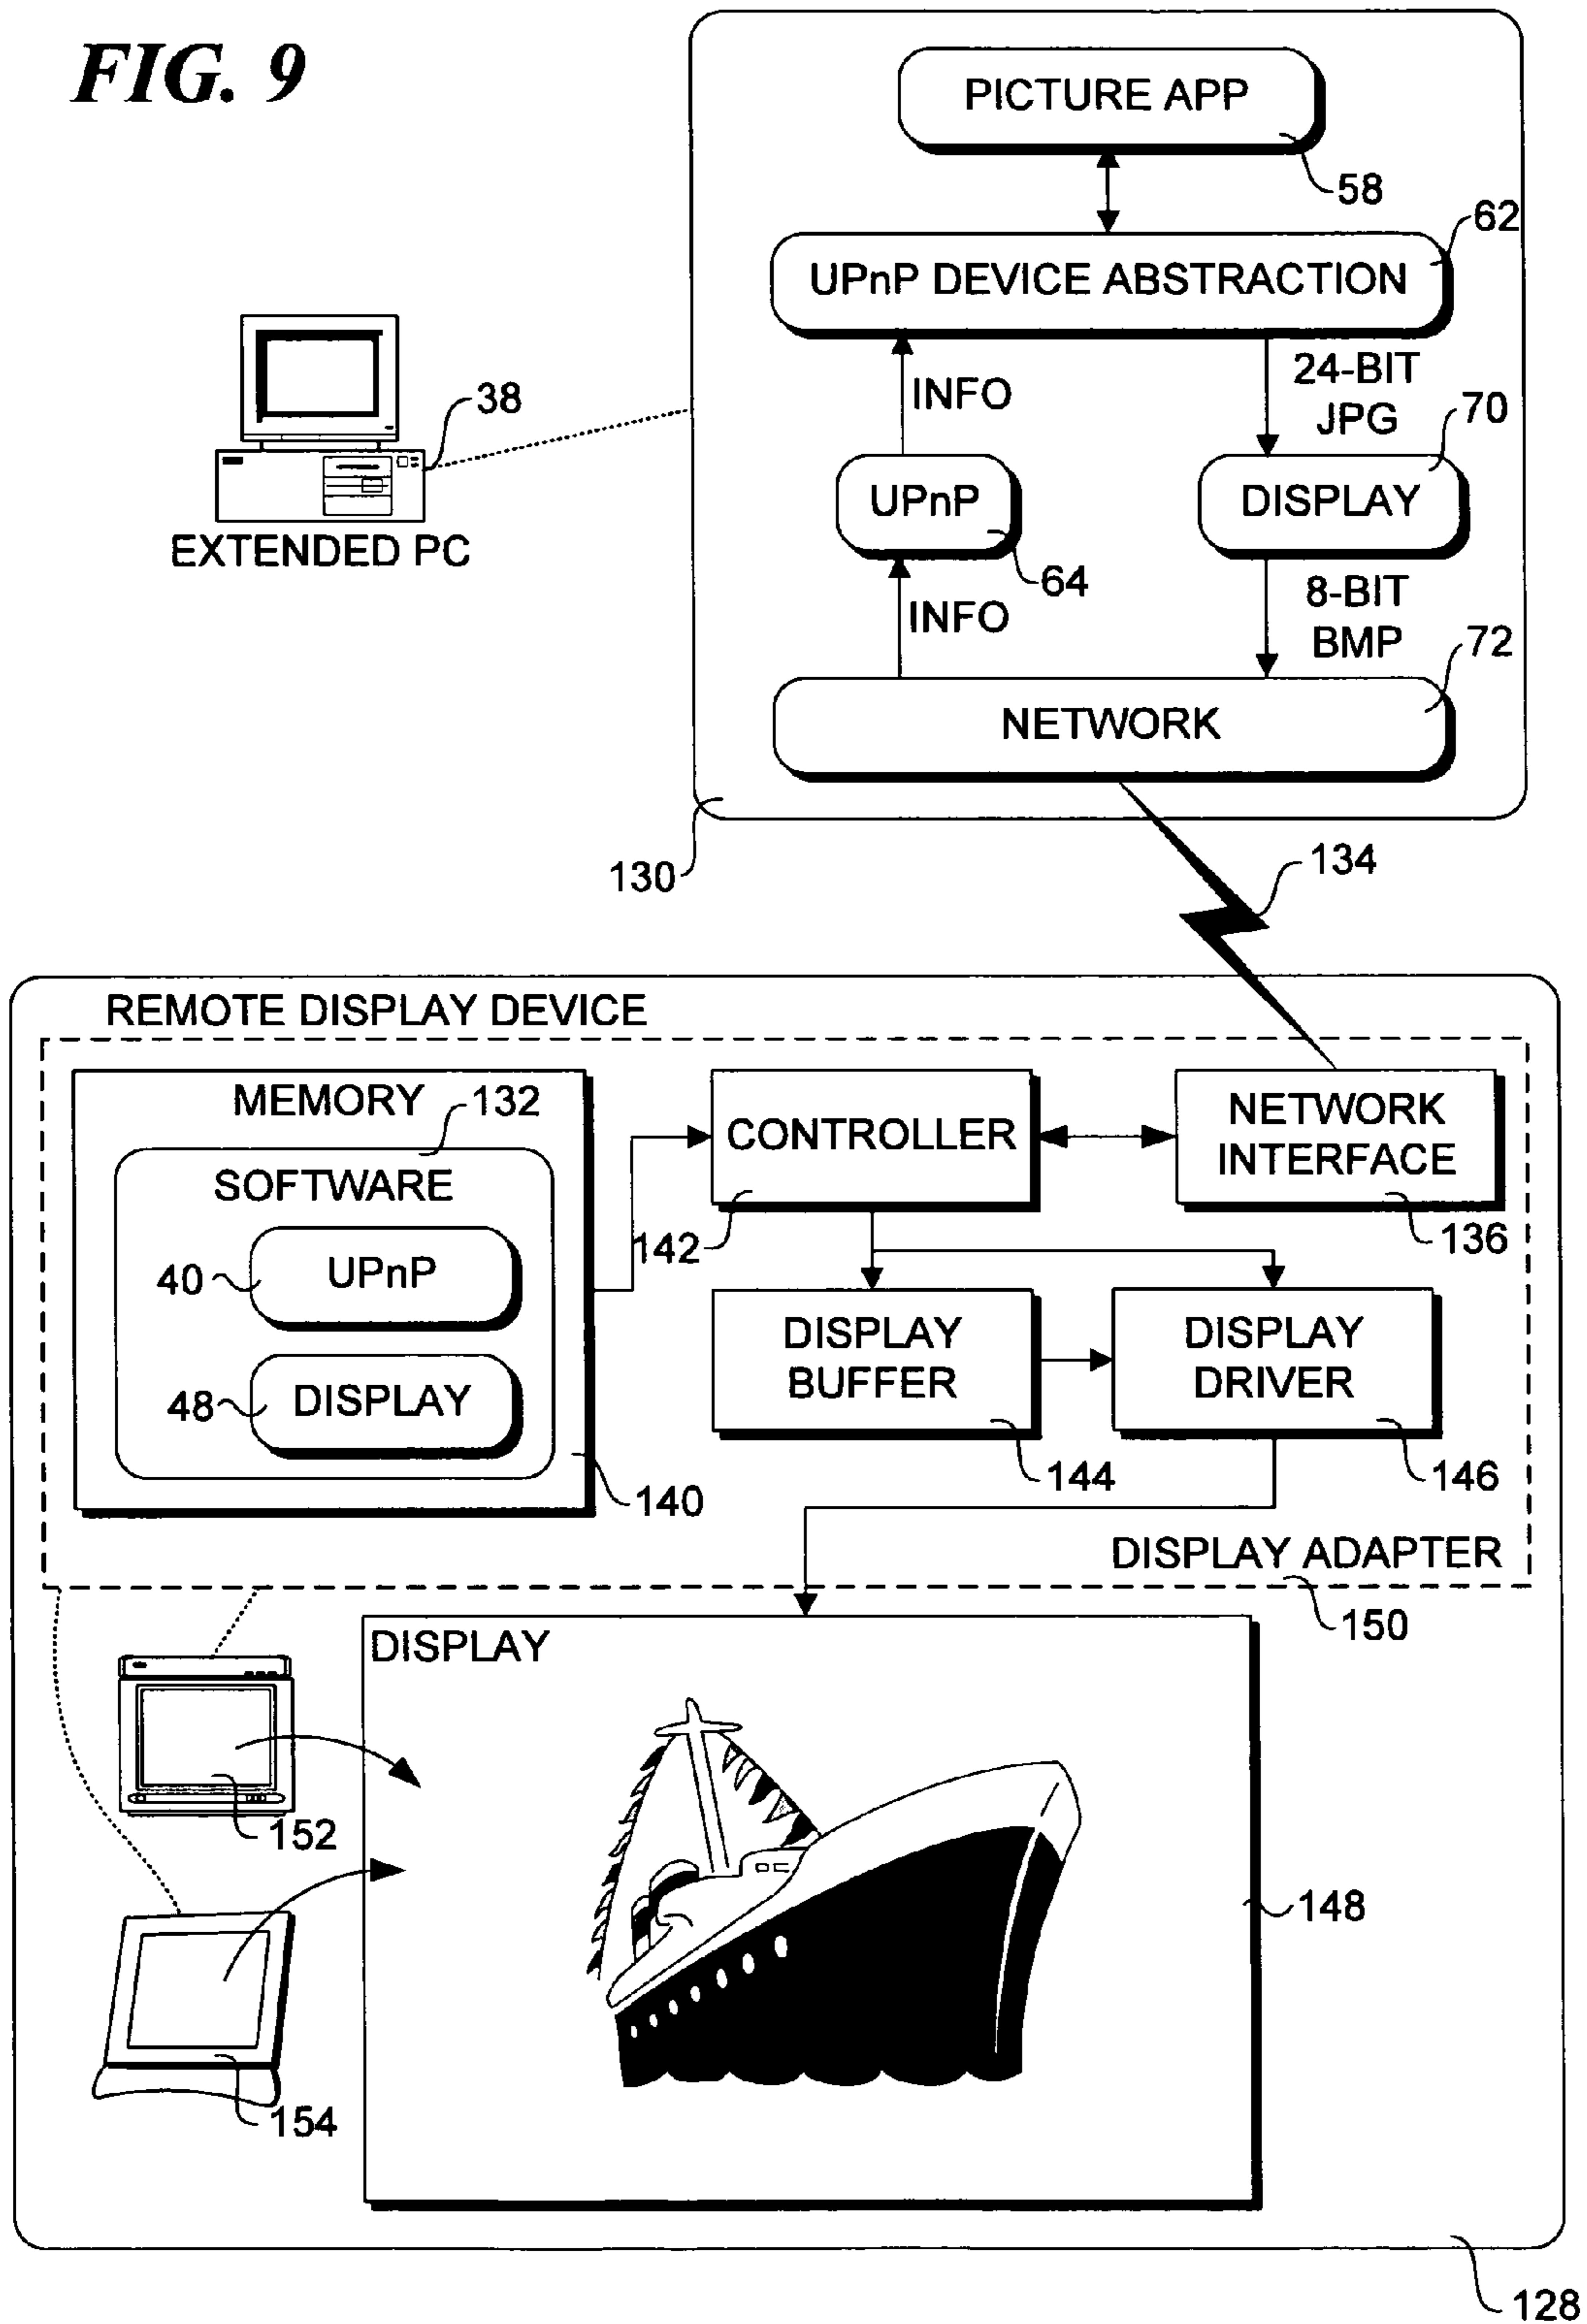 FIG. 9
PICTURE APP
58
62
UPnP DEVICE ABSTRACTION
INFO
24-BIT
JPG
38
70
UPnP
DISPLAY
EXTENDED PC
64
8-BIT
BMP
INFO
72
NETWORK
130
134
REMOTE DISPLAY DEVICE
MEMORY
132
SOFTWARE
40
UPnP
48
DISPLAY
140
CONTROLLER
142
NETWORK
INTERFACE
136
DISPLAY
BUFFER
144
DISPLAY
DRIVER
146
DISPLAY ADAPTER
150
DISPLAY
152
148
154
128